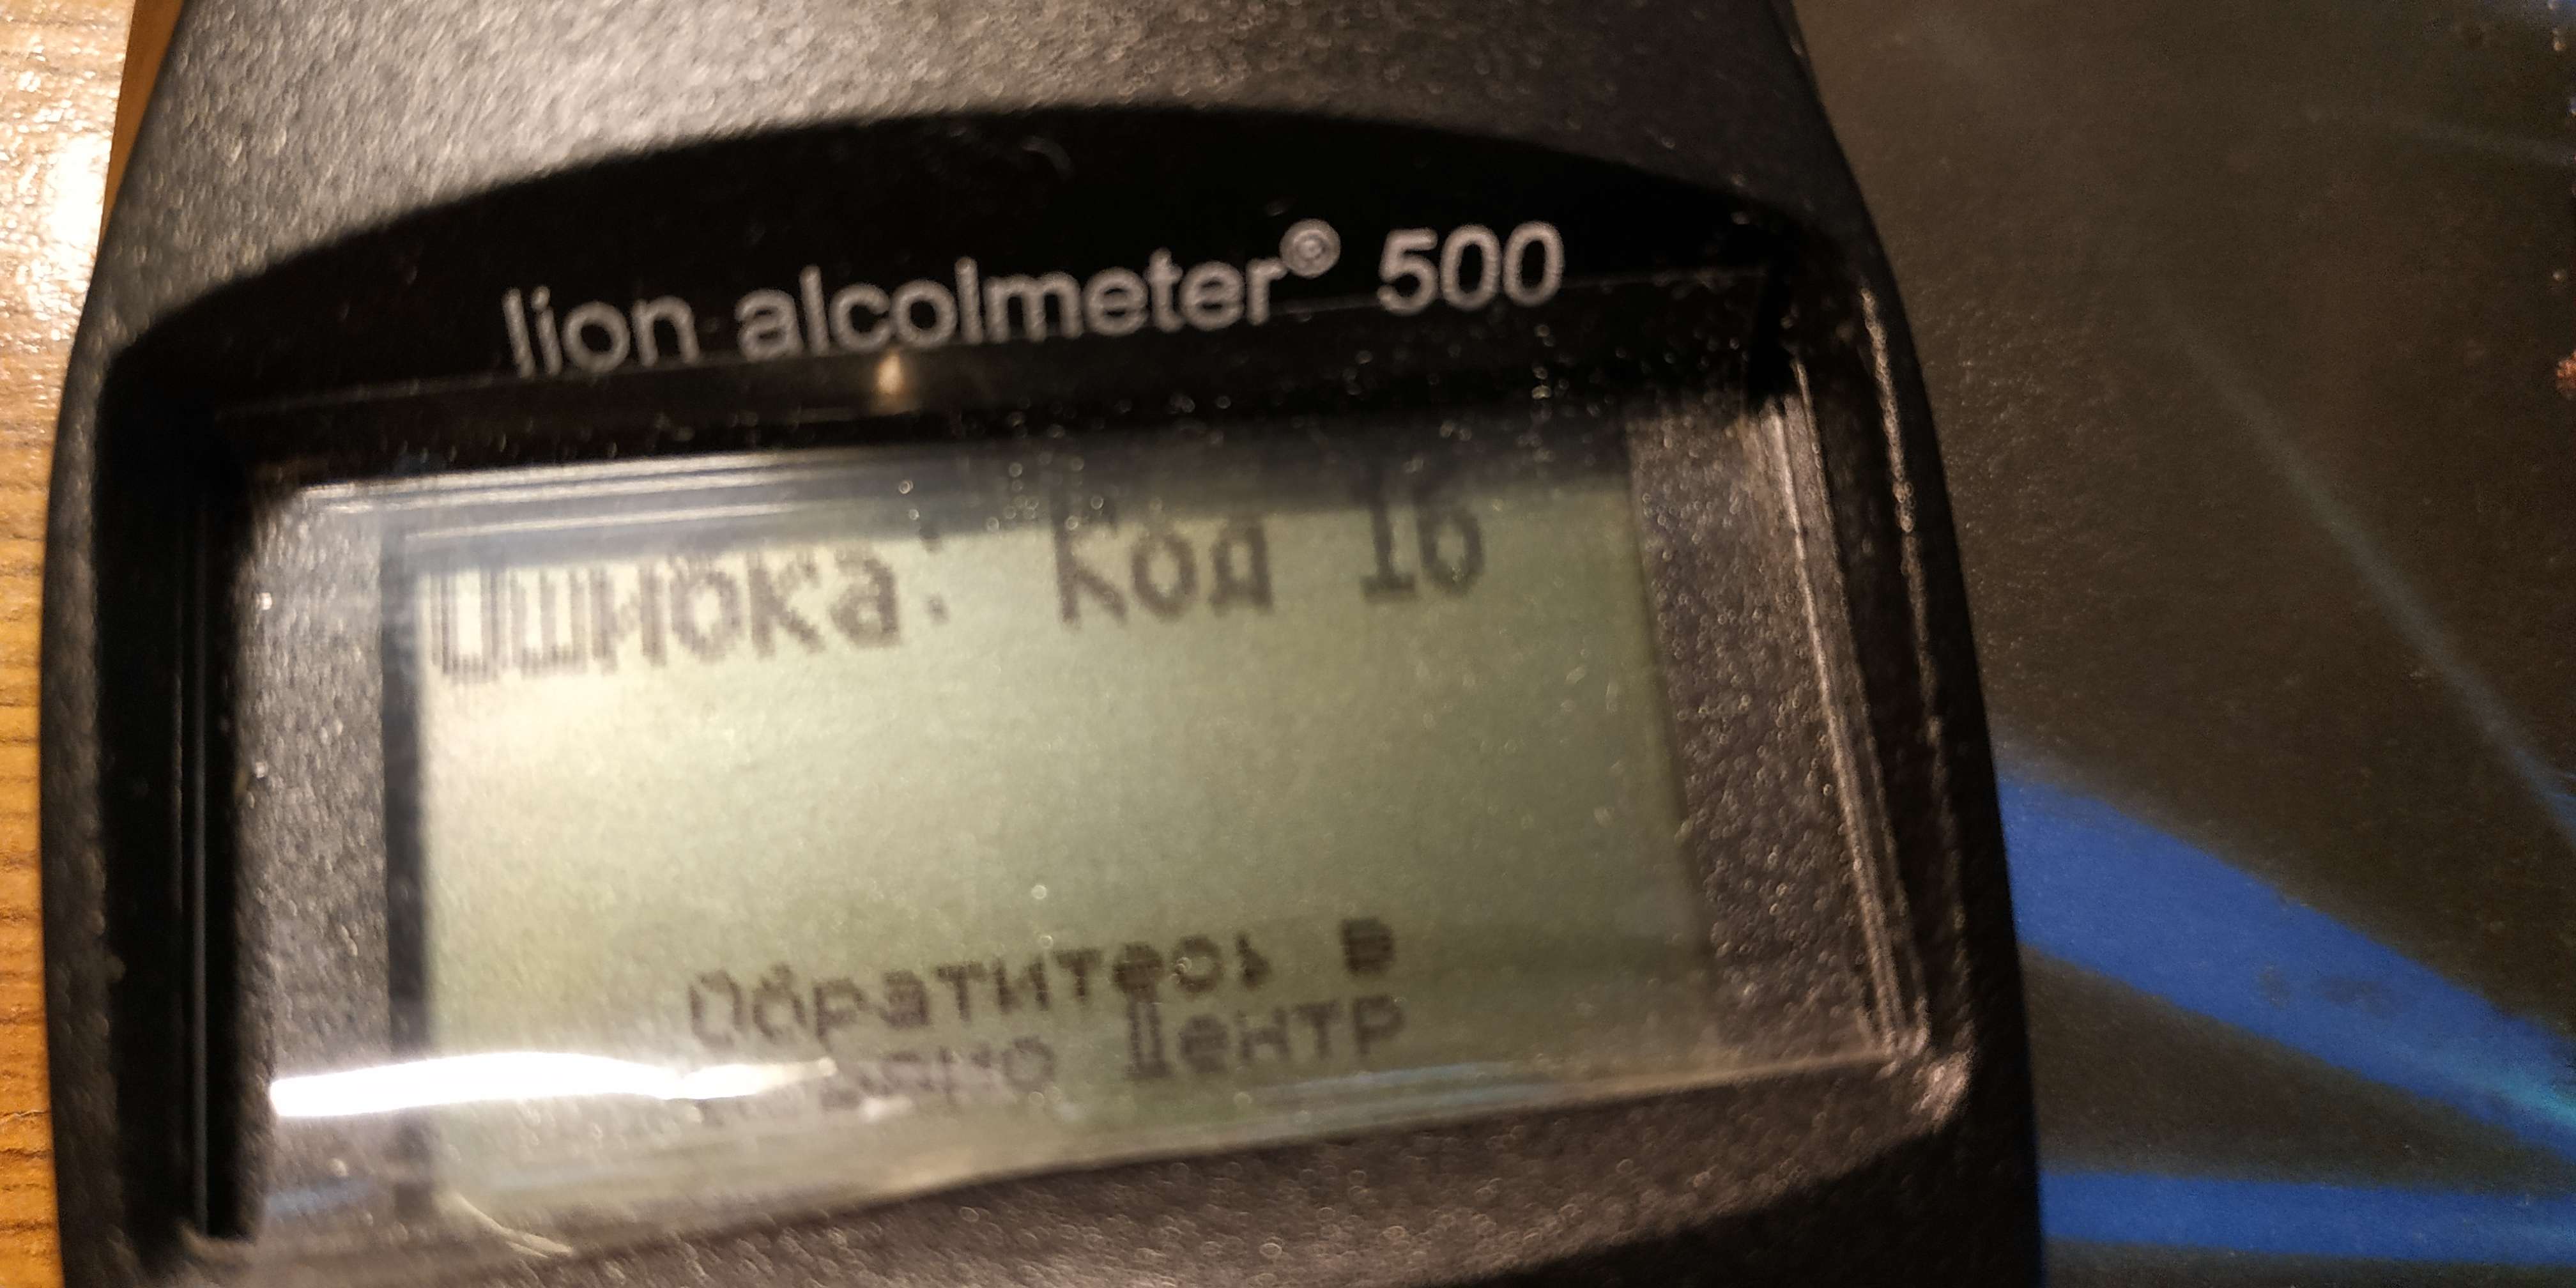 lion alcolmeter® 500
Ошибка: Код 16
Обратитесь в
Центр